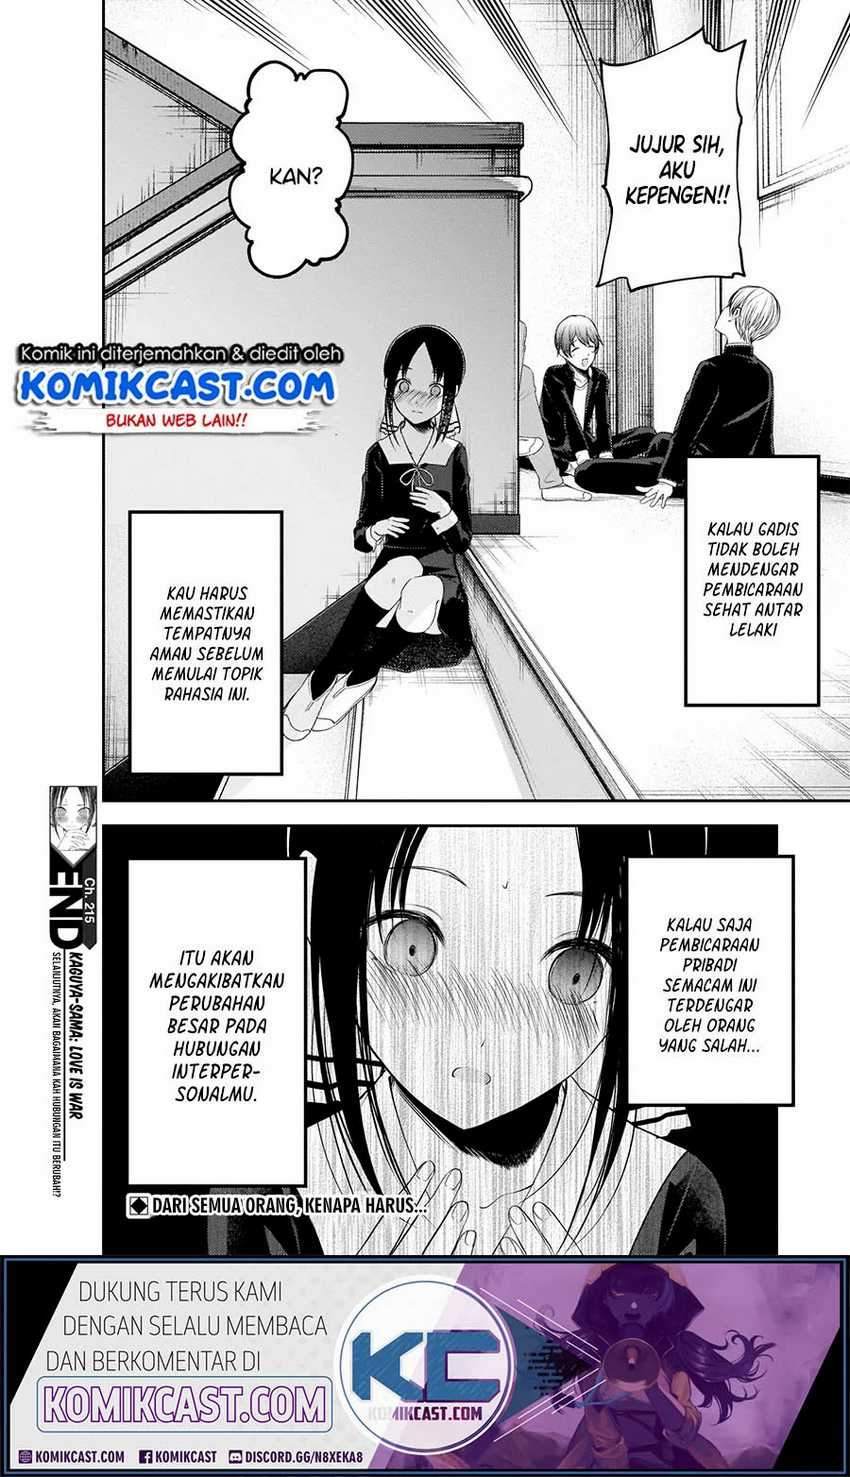 JUJUR SIH,
AKU
KEPENGEN!!
KAN?
Komik ini diterjemahkan & diedit oleh
KOMIKCAST.COM
BUKAN WEB LAIN!!
KALAU GADIS
TIDAK BOLEH
MENDENGAR
PEMBICARAAN
SEHAT ANTAR
LELAKI
KAU HARUS
MEMASTIKAN
TEMPATNYA
AMAN SEBELUM
MEMULAI TOPIK
RAHASIA INI.
KALAU SAJA
PEMBICARAAN
PRIBADI
SEMACAM INI
TERDENGAR
OLEH ORANG
YANG SALAH...
ITU AKAN
MENGAKIBATKAN
PERUBAHAN
BESAR PADA
HUBUNGAN
INTERPER-
SONALMU.
DARI SEMUA ORANG, KENAPA HARUS...
Ch. 215
END
KAGUYA-SAMA: LOVE IS WAR
SELANJUTNYA, AKAN BAGAIMANA KAH HUBUNGAN ITU BERUBAH!?
DUKUNG TERUS KAMI
DENGAN SELALU MEMBACA
DAN BERKOMENTAR DI
KOMIKCAST.COM
KC
KOMIKCAST.COM
KOMIKCAST.COM KOMIKCAST DISCORD.GG/N8XEKA8